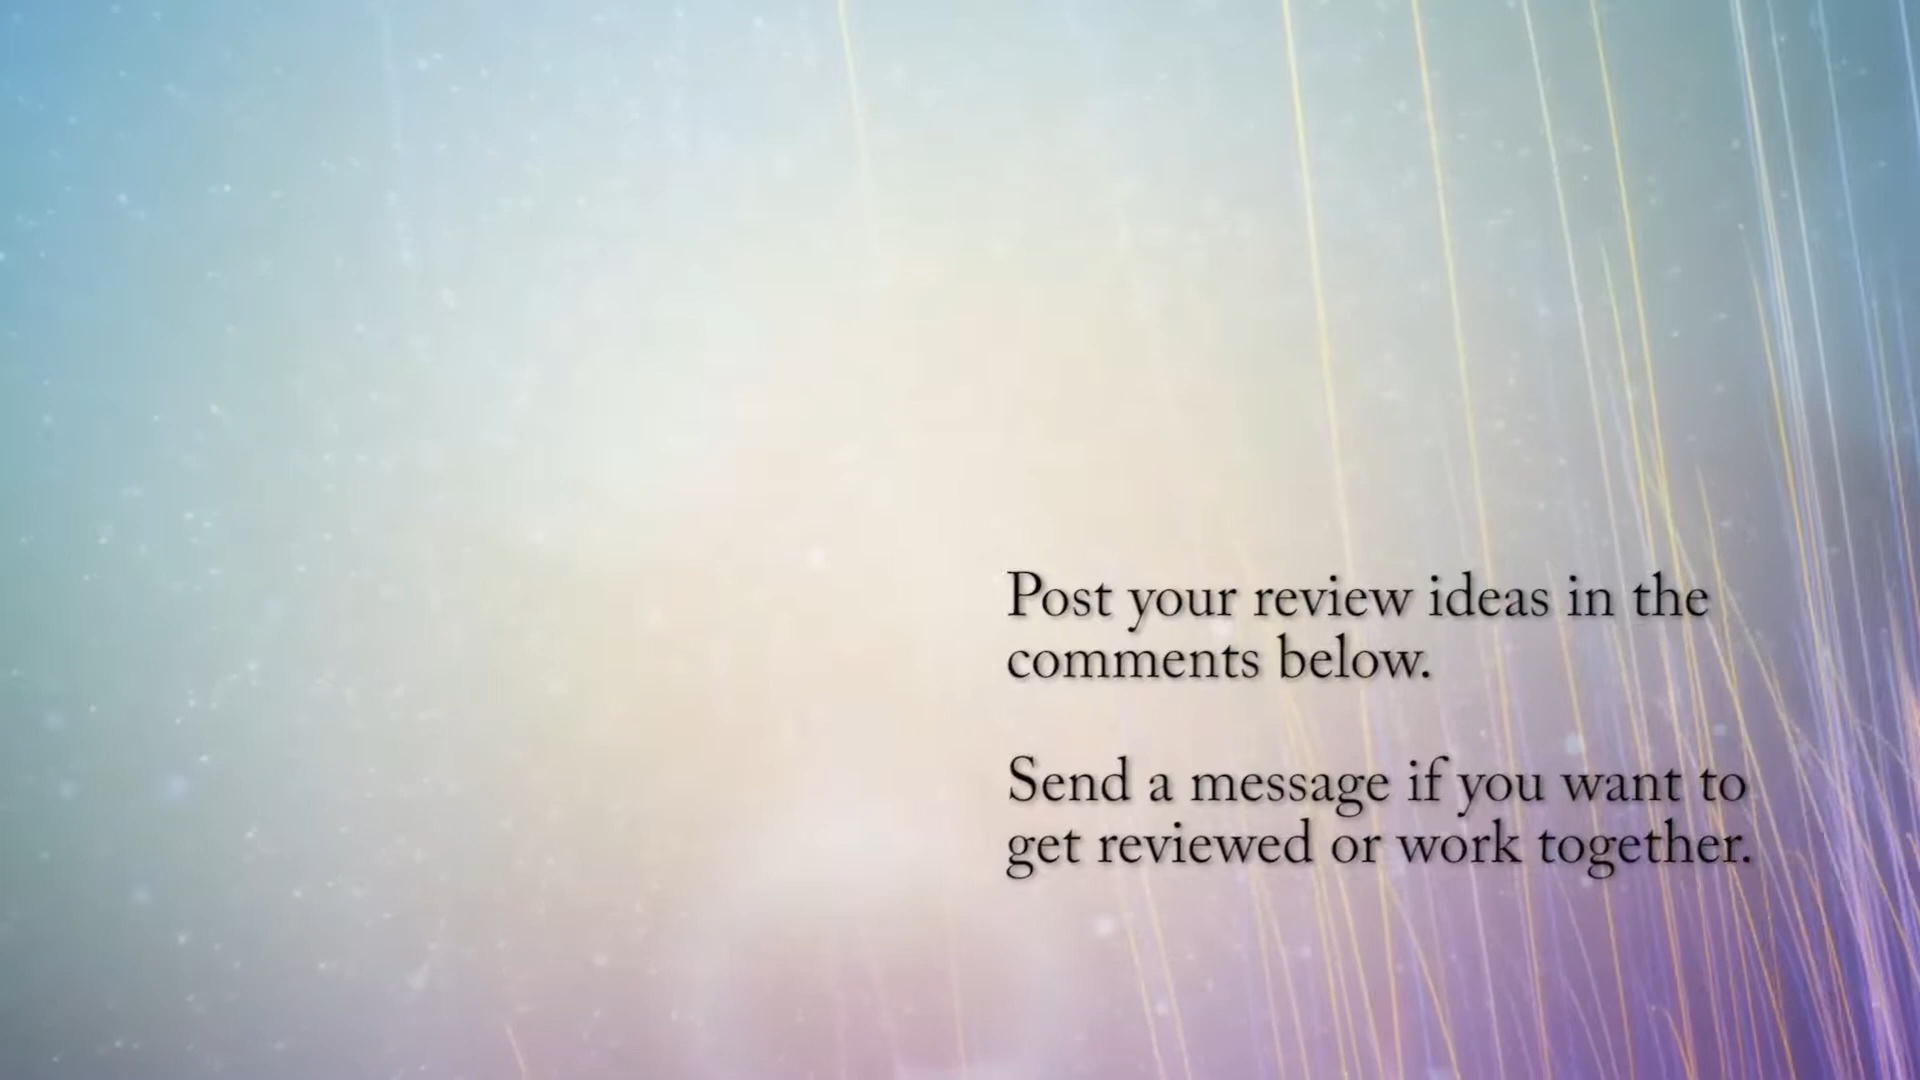 Post your review ideas in the
comments below.
Send a message if you want to
get reviewed or work together.